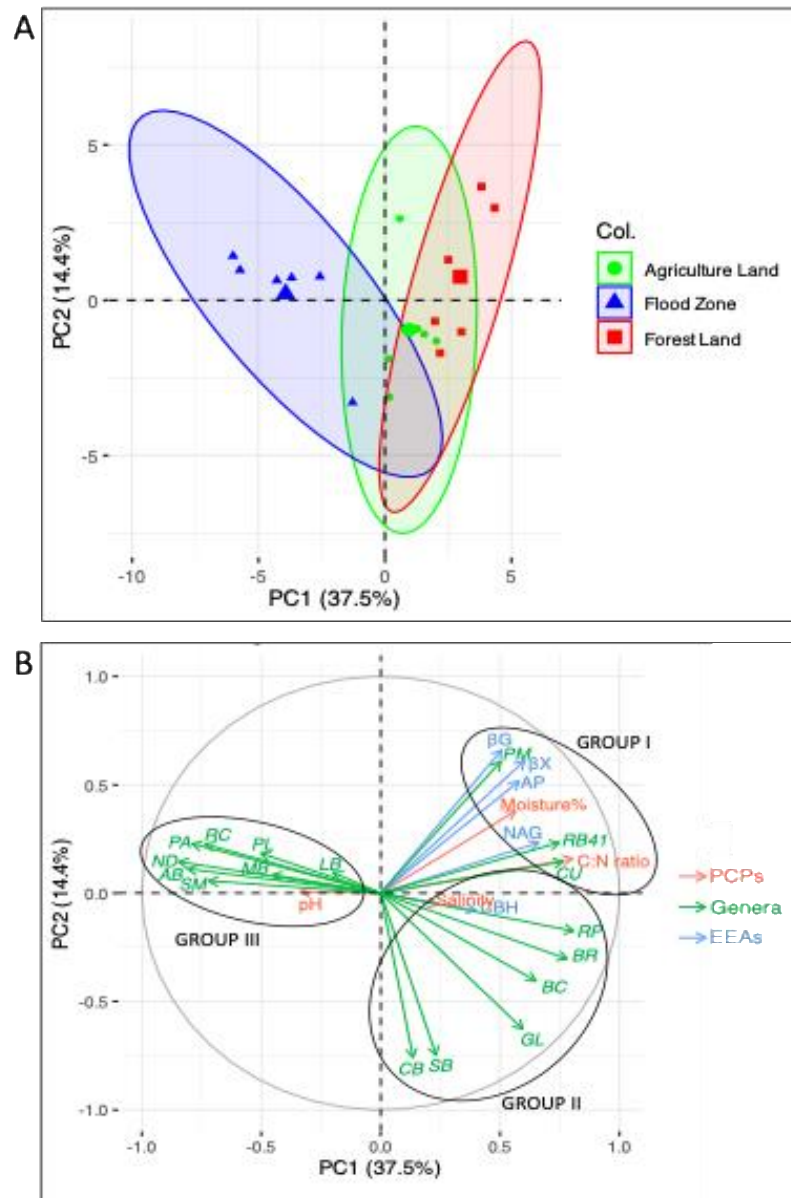 A
5
0
-5
-10
-5
0
5
PC2 (14.4%)
PC1 (37.5%)
Col.
Agriculture Land
Flood Zone
Forest Land
B
1.0
0.5
0.0
-0.5
-1.0
-1.0
-0.5
0.0
0.5
1.0
PC2 (14.4%)
PC1 (37.5%)
GROUP I
βG
PM
βX
AP
Moisture%
NAG
RB41
C:N ratio
CU
PA
RC
PL
ND
LB
AB
SM
pH
GROUP III
Salinity
RP
BR
BC
GL
CB
SB
GROUP II
PCPs
Genera
EEAs